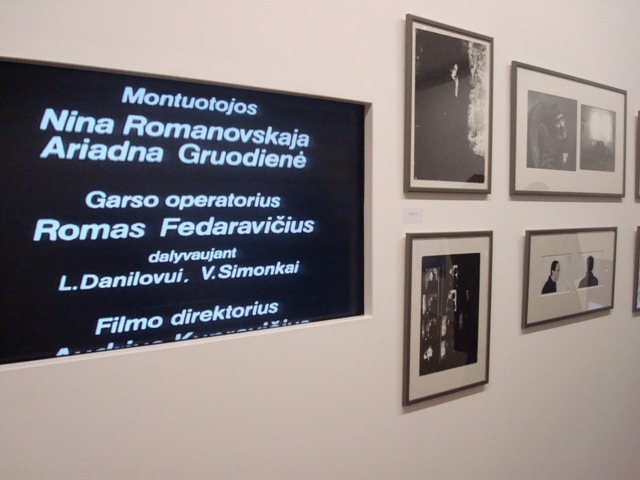 Montuotojos
Nina Romanovskaja
Ariadna Gruodienė
Garso operatorius
Romas Fedaravičius
dalyvaujant
L.Danilovui, V.Simonkai
Filmo direktorius